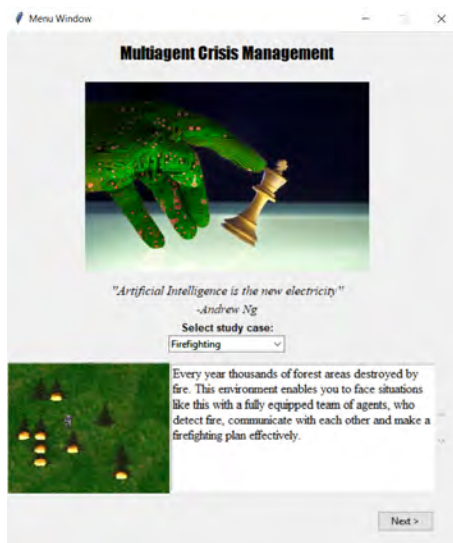 Menu Window
Multiagent Crisis Management
"Artificial Intelligence is the new electricity"
-Andrew Ng
Select study case:
Firefighting
Every year thousands of forest areas destroyed by
fire. This environment enables you to face situations
like this with a fully equipped team of agents, who
detect fire, communicate with each other and make a
firefighting plan effectively.
Next >